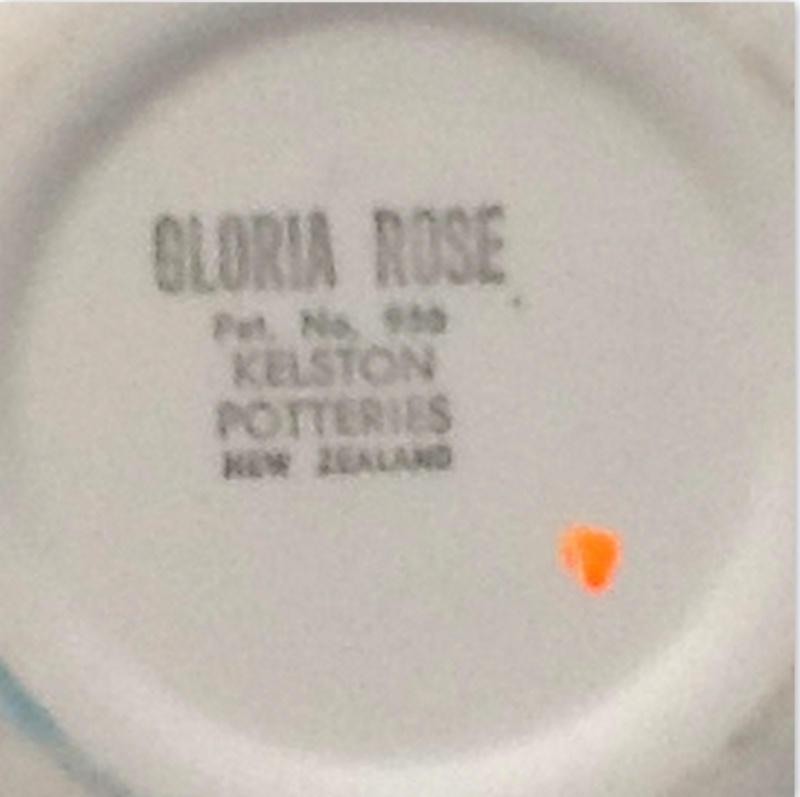 GLORIA ROSE
Pat. No.
KELSTON
POTTERIES
NEW ZEALAND